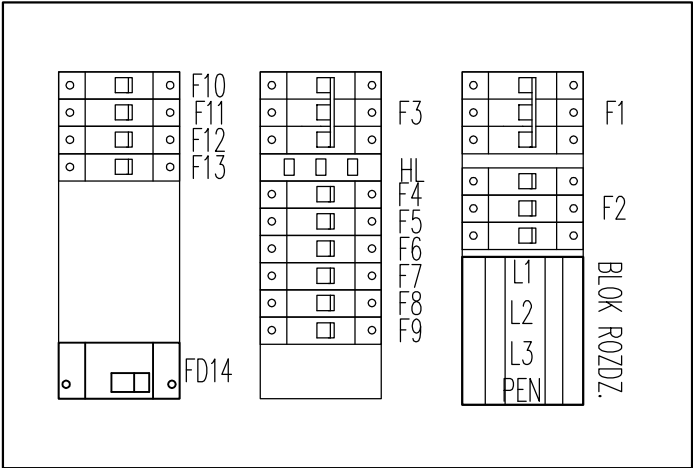 F10
F11
F12
F13
FD14
F3
HL
F4
F5
F6
F7
F8
F9
F1
F2
L1
L2
L3
PEN
BLOK ROZDZ.